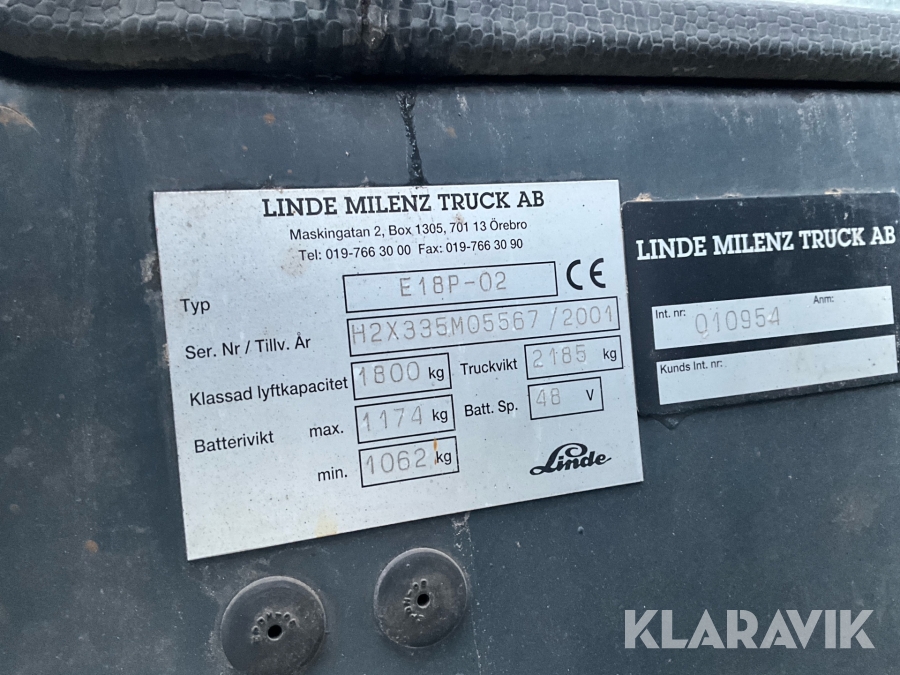 LINDE MILENZ TRUCK AB
Maskingatan 2, Box 1305, 701 13 Örebro
Tel: 019-766 30 00 Fax: 019-766 30 90
Typ E18P-02 CE
Ser. Nr / Tillv. År H2X335M05567/2001
Klassad lyftkapacitet 1800 kg Truckvikt 2185 kg
Batterivikt max. 1174 kg Batt. Sp. 48 V
min. 1062 kg
Linde
LINDE MILENZ TRUCK AB
Int. nr: 010954 Anm:
Kunds Int. nr:
KLARAVIK